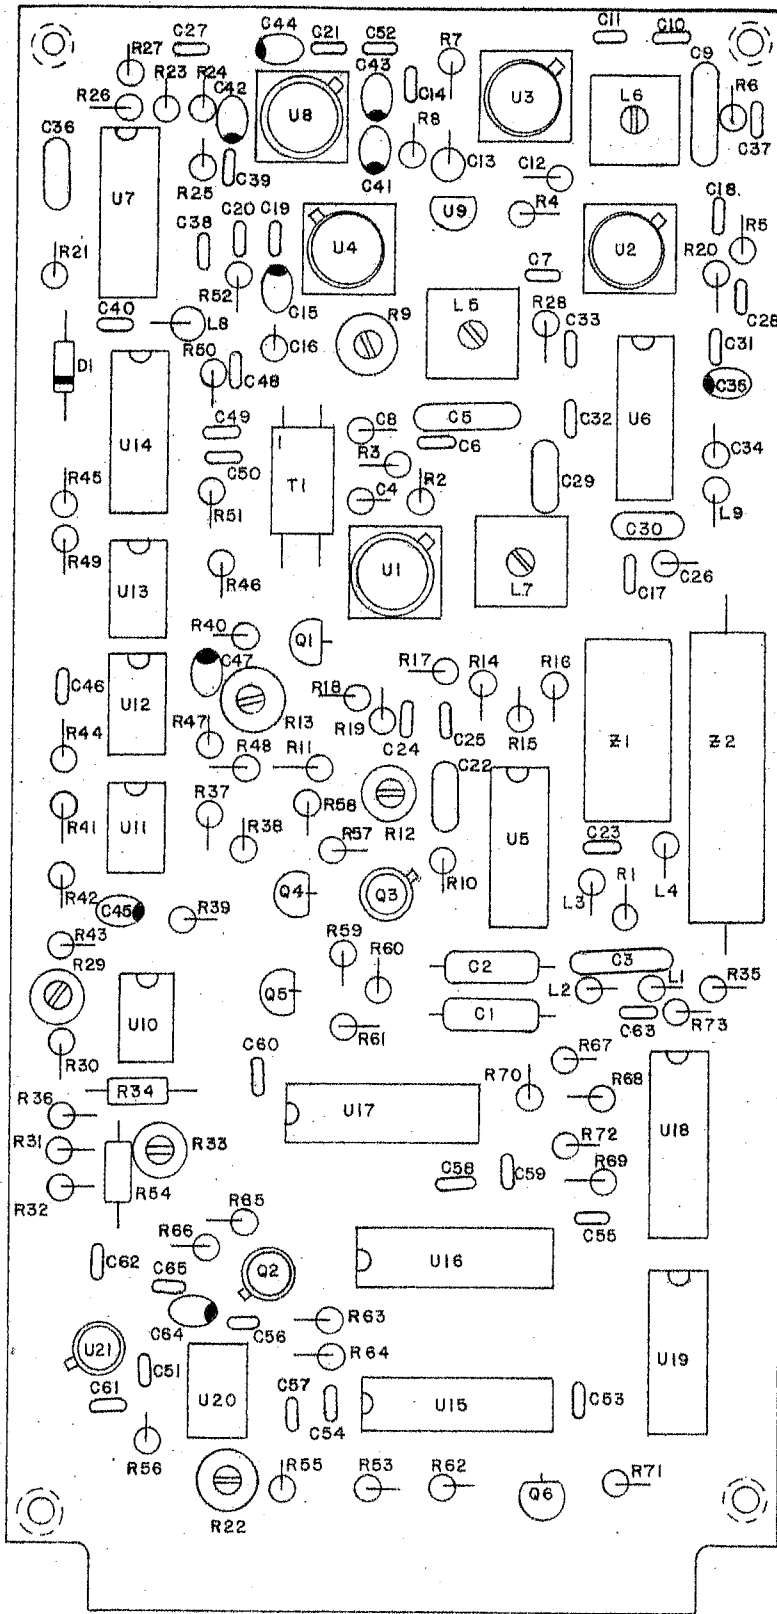 C27 C44 C21 C52 R7 C11 C10
R27 C43 C9
R26 R23 R24 C42 U8 C14 U3 L6 R6
C36 R8 C37
U7 R25 C39 C41 C13 C12
C38 C20 C19 U9 R4 C18 R5
R21 U4 U2 R20
R52 C7
C40 L8 C15 R9 L5 R28 C33 C28
C31
D1 R50 C48 C16 C35
U14 C49 C8 C5 C32 U6
C50 T1 R3 C6 C34
R45 R51 C4 R2 C29 L9
R49 C30
U13 R46 U1 L7 C17 C26
R40 Q1
C47 R17 R14 R16
C46 U12 R18
R44 R47 R13 R19 C24 C25 R15 Z1 Z2
R48 R11 C22
R41 U11 R37 R58 R12 U5
R38 R57 C23
R42 Q4 Q3 R10 L3 R1 L4
C45 R39
R43 R59 R60
R29 C2 C3
Q5 L2 L1 R35
U10 R61 C1 C63 R73
R30 C60 R67
R34 R70 R68
R36 U17 U18
R31 R33 R72
R54 C58 C59 R69
R32 R65 C55
R66
C62 C65 Q2 U16
C64 C56 R63
U21 R64 U19
C51 U20 C57
C61 C54 U15 C53
R56 R55 R53 R62 R71
R22 Q6